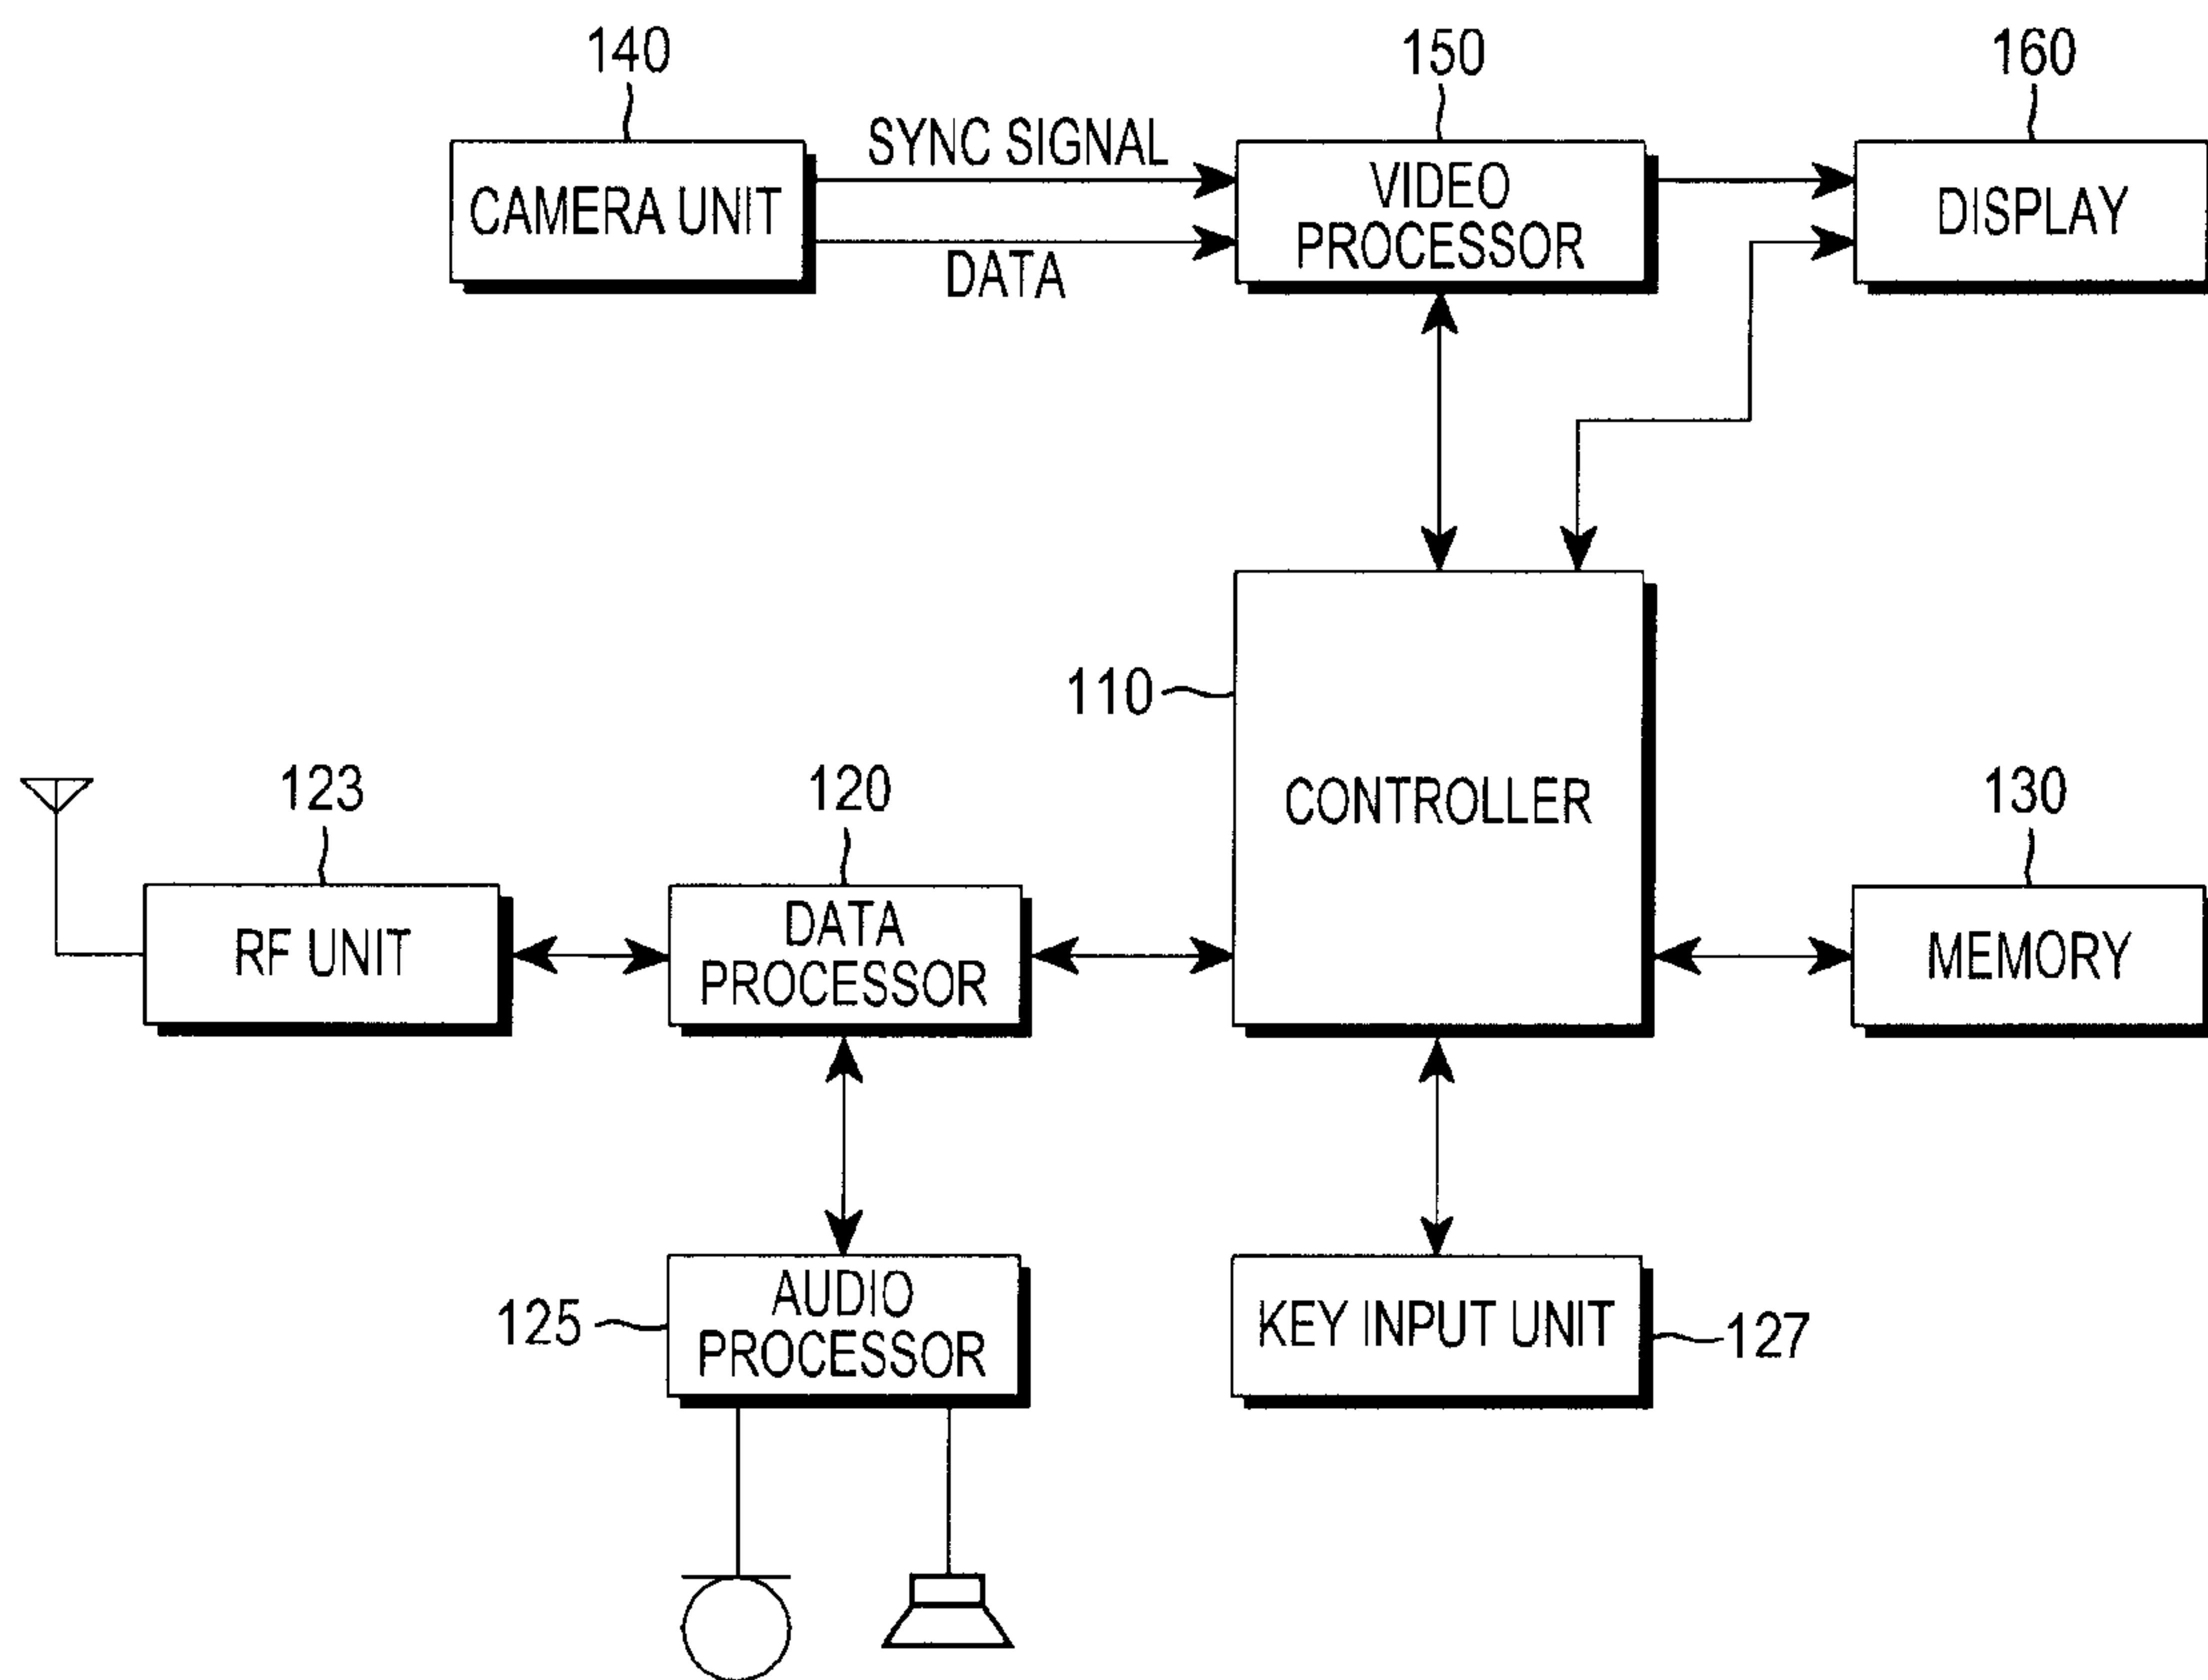 140
150
160
SYNC SIGNAL
CAMERA UNIT
VIDEO
PROCESSOR
DISPLAY
DATA
110
CONTROLLER
123
120
130
RF UNIT
DATA
PROCESSOR
MEMORY
125
AUDIO
PROCESSOR
KEY INPUT UNIT
127